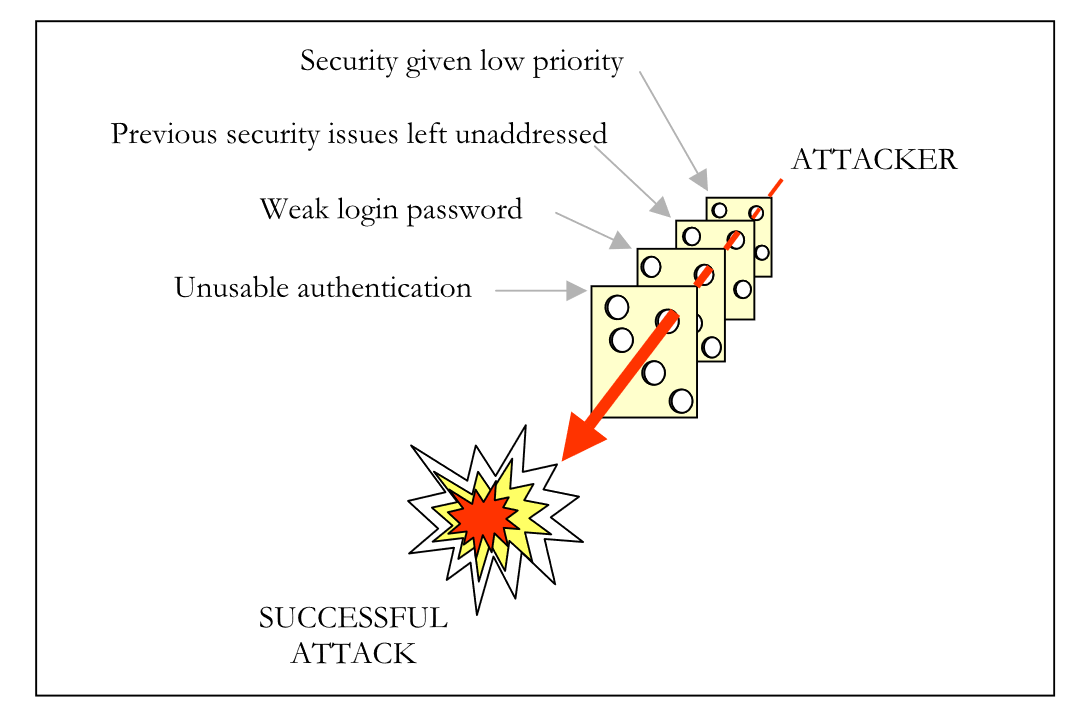 Security given low priority
Previous security issues left unaddressed
ATTACKER
Weak login password
Unusable authentication
SUCCESSFUL
ATTACK